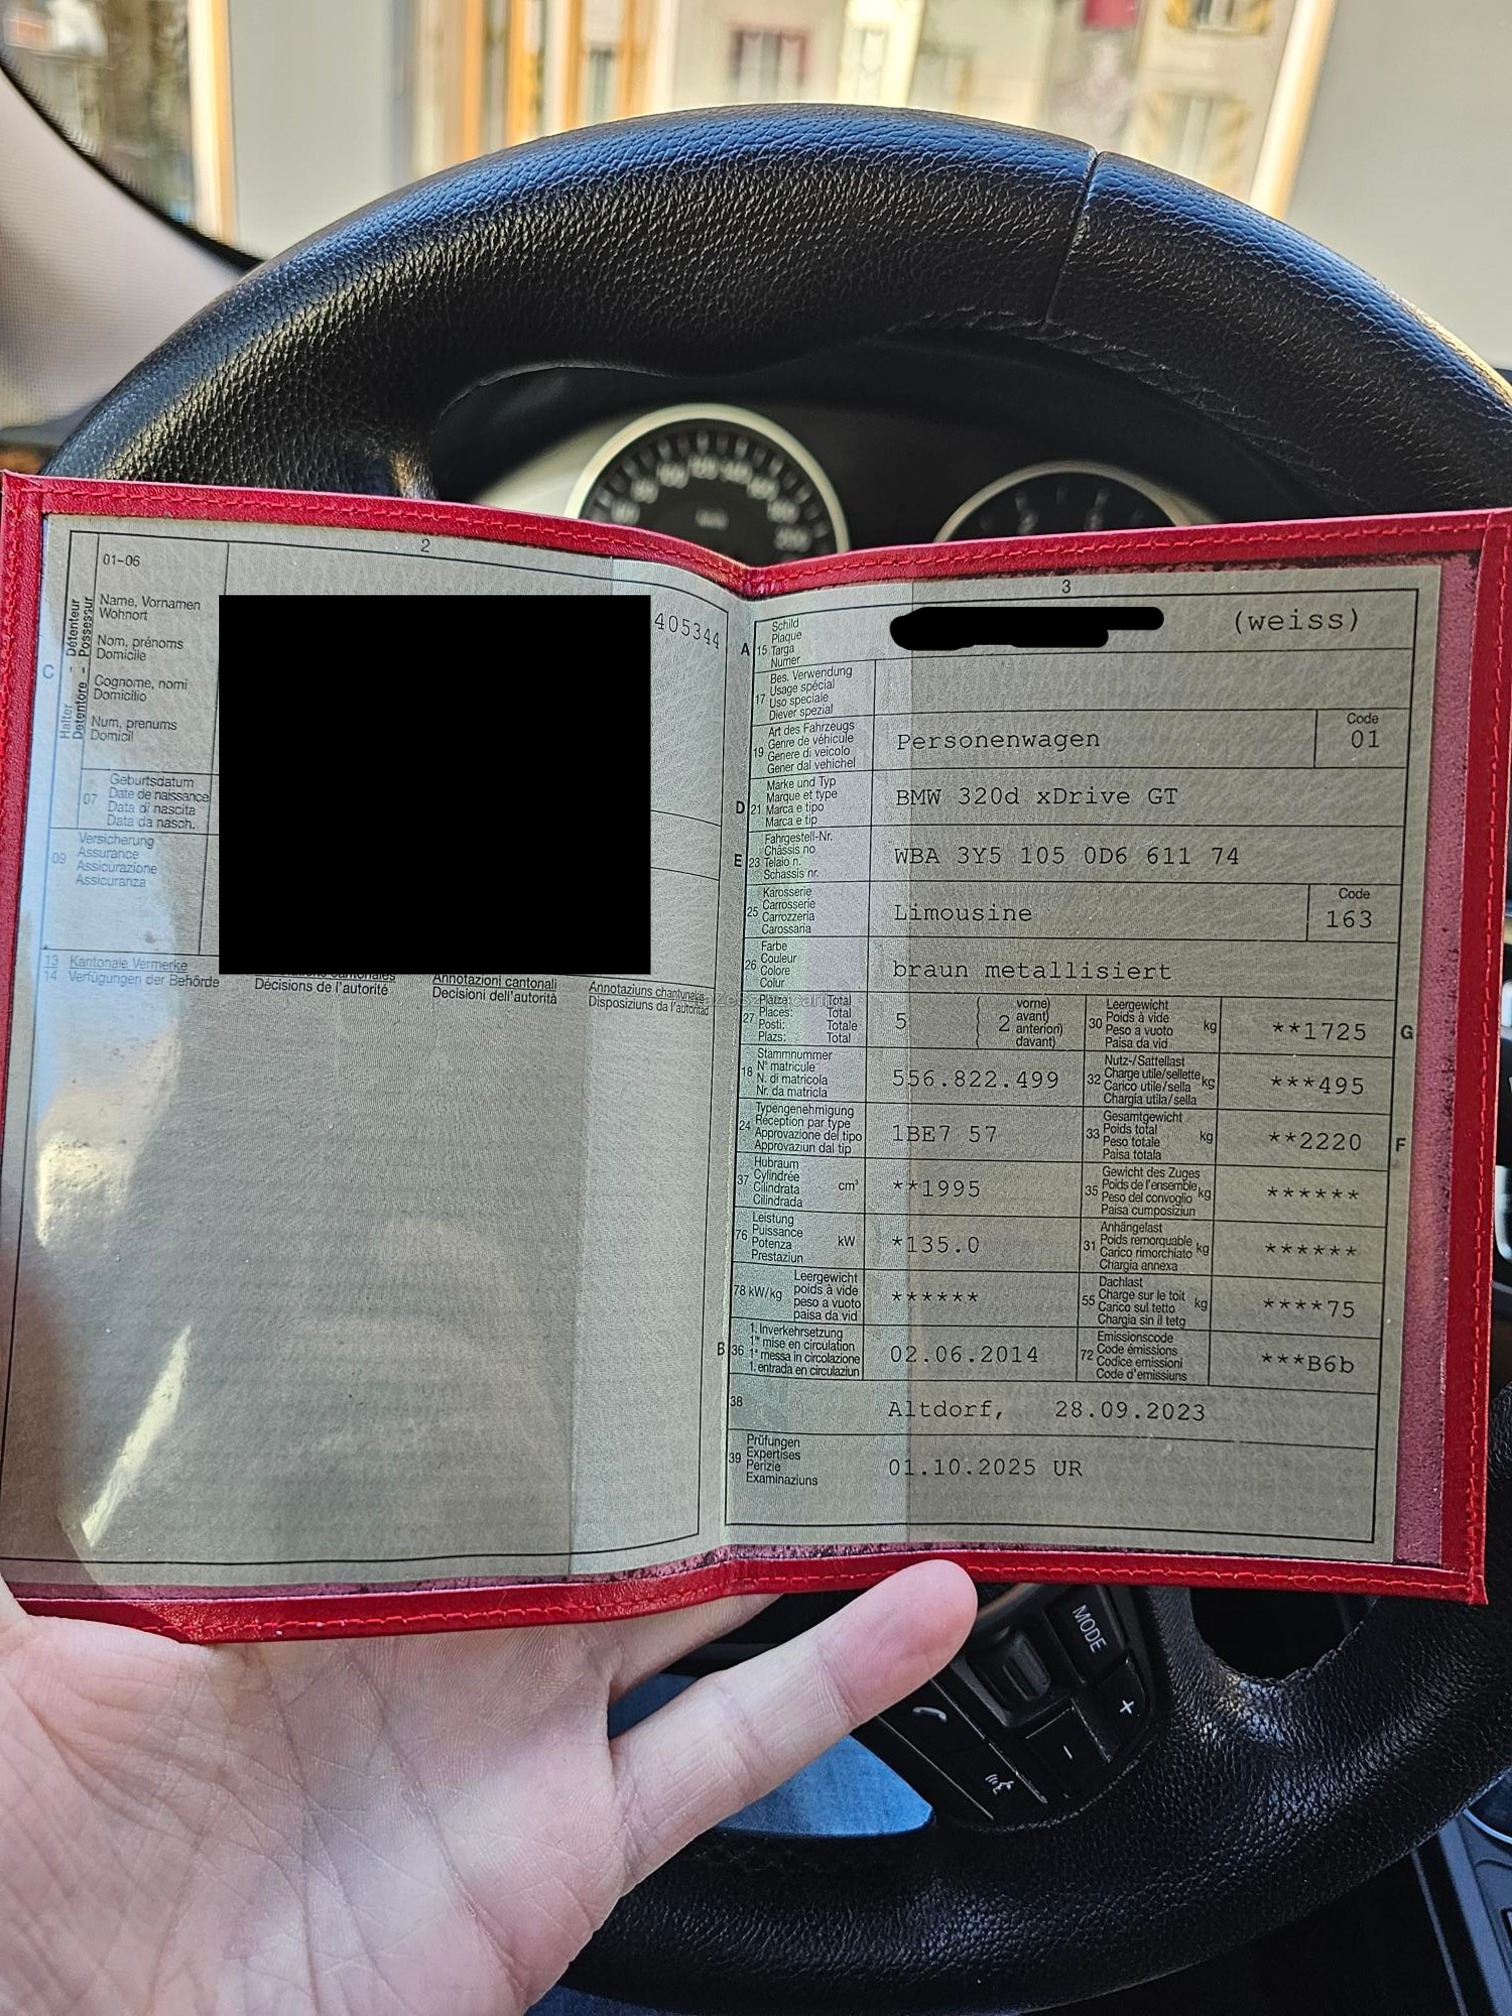 2
01-06
C
Halter - Détenteur
Detentore - Possessur
Name, Vornamen
Wohnort
Nom, prénoms
Domicile
Cognome, nomi
Domicilio
Num, prenums
Domicil
405344
07
Geburtsdatum
Date de naissance
Data di nascita
Data da nasch.
09
Versicherung
Assurance
Assicurazione
Assicuranza
13 Kantonale Vermerke
14 Verfügungen der Behörde
cantonales
Décisions de l'autorité
Annotazioni cantonali
Decisioni dell'autorità
Annotaziuns chantunalas
Disposiziuns da l'autoritad
3
A 15
Schild
Plaque
Targa
Numer
(weiss)
17
Bes. Verwendung
Usage spécial
Uso speciale
Diever spezial
19
Art des Fahrzeugs
Genre de véhicule
Genere di veicolo
Gener dal vehichel
Personenwagen
Code
01
D 21
Marke und Typ
Marque et type
Marca e tipo
Marca e tip
BMW 320d xDrive GT
E 23
Fahrgestell-Nr.
Châssis no
Telaio n.
Schassis nr.
WBA 3Y5 105 0D6 611 74
25
Karosserie
Carrosserie
Carrozzeria
Carossaria
Limousine
Code
163
26
Farbe
Couleur
Colore
Colur
braun metallisiert
27
Plätze: Total
Places: Total
Posti: Totale
Plazs: Total
5
( 2 vorne)
avant)
anteriori)
davant)
30
Leergewicht
Poids à vide
Peso a vuoto
Paisa da vid
kg
**1725
G
18
Stammnummer
N° matricule
N. di matricola
Nr. da matricla
556.822.499
32
Nutz-/Sattellast
Charge utile/sellette
Carico utile/sella
Chargia utila/sella
kg
***495
24
Typengenehmigung
Réception par type
Approvazione del tipo
Approvaziun dal tip
1BE7 57
33
Gesamtgewicht
Poids total
Peso totale
Paisa totala
kg
**2220
F
37
Hubraum
Cylindrée
Cilindrata
Cilindrada
cm³
**1995
35
Gewicht des Zuges
Poids de l'ensemble
Peso del convoglio
Paisa cumposiziun
kg
******
76
Leistung
Puissance
Potenza
Prestaziun
kW
*135.0
31
Anhängelast
Poids remorquable
Carico rimorchiato
Chargia annexa
kg
******
78 kW/kg
Leergewicht
poids à vide
peso a vuoto
paisa da vid
******
55
Dachlast
Charge sur le toit
Carico sul tetto
Chargia sin il tetg
kg
****75
B 36
1. Inverkehrsetzung
1re mise en circulation
1a messa in circolazione
1. entrada en circulaziun
02.06.2014
72
Emissionscode
Code émissions
Codice emissioni
Code d'emissiuns
***B6b
38
Altdorf, 28.09.2023
39
Prüfungen
Expertises
Perizie
Examinaziuns
01.10.2025 UR
MODE
+
-